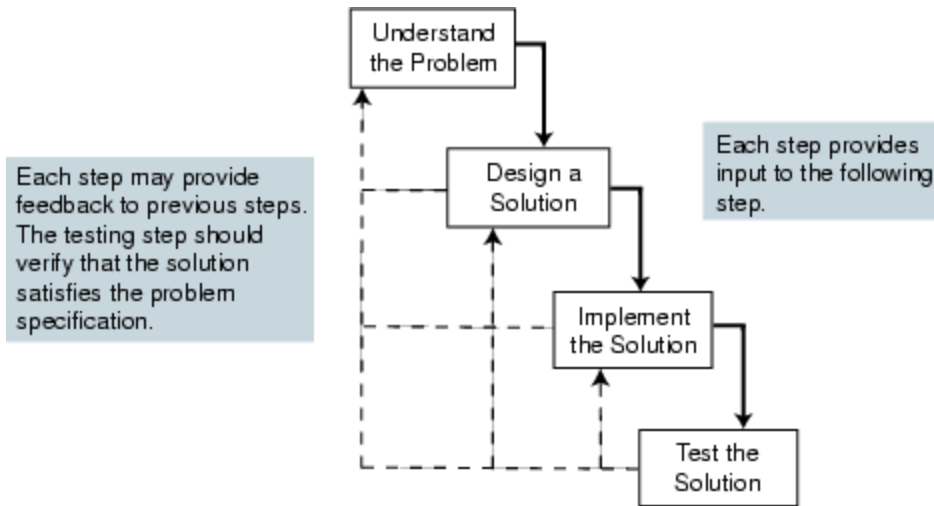 Understand
the Problem
Each step may provide
feedback to previous steps.
The testing step should
verify that the solution
satisfies the problem
specification.
Design a
Solution
Each step provides
input to the following
step.
Implement
the Solution
Test the
Solution